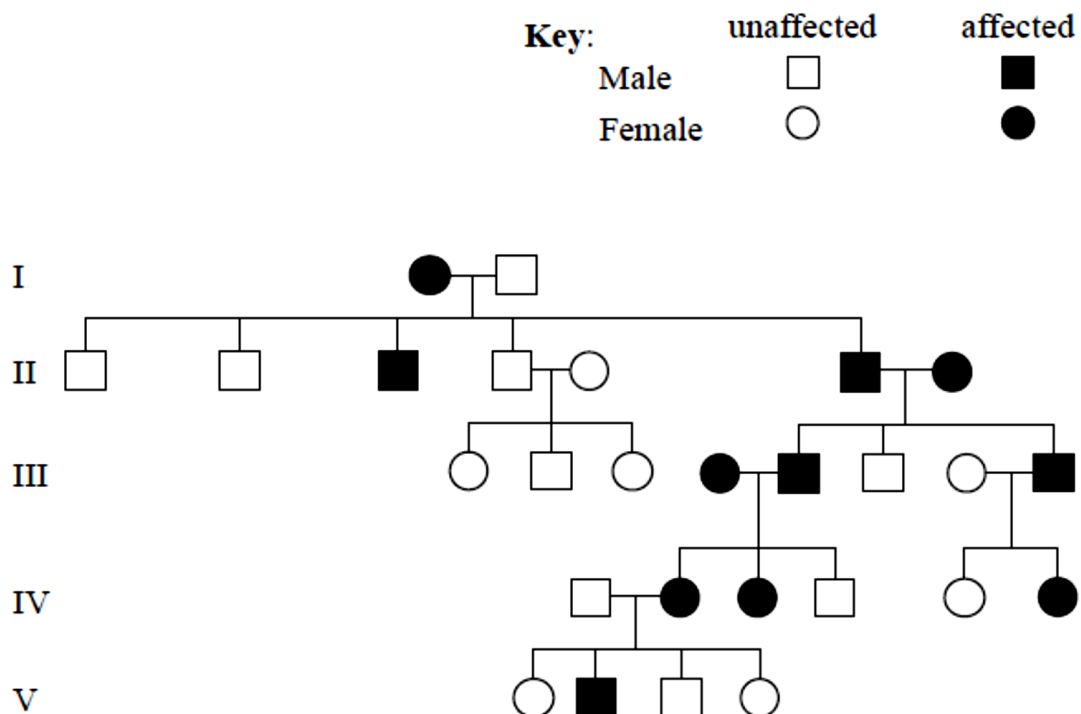 Key: unaffected affected
Male
Female
I
II
III
IV
V